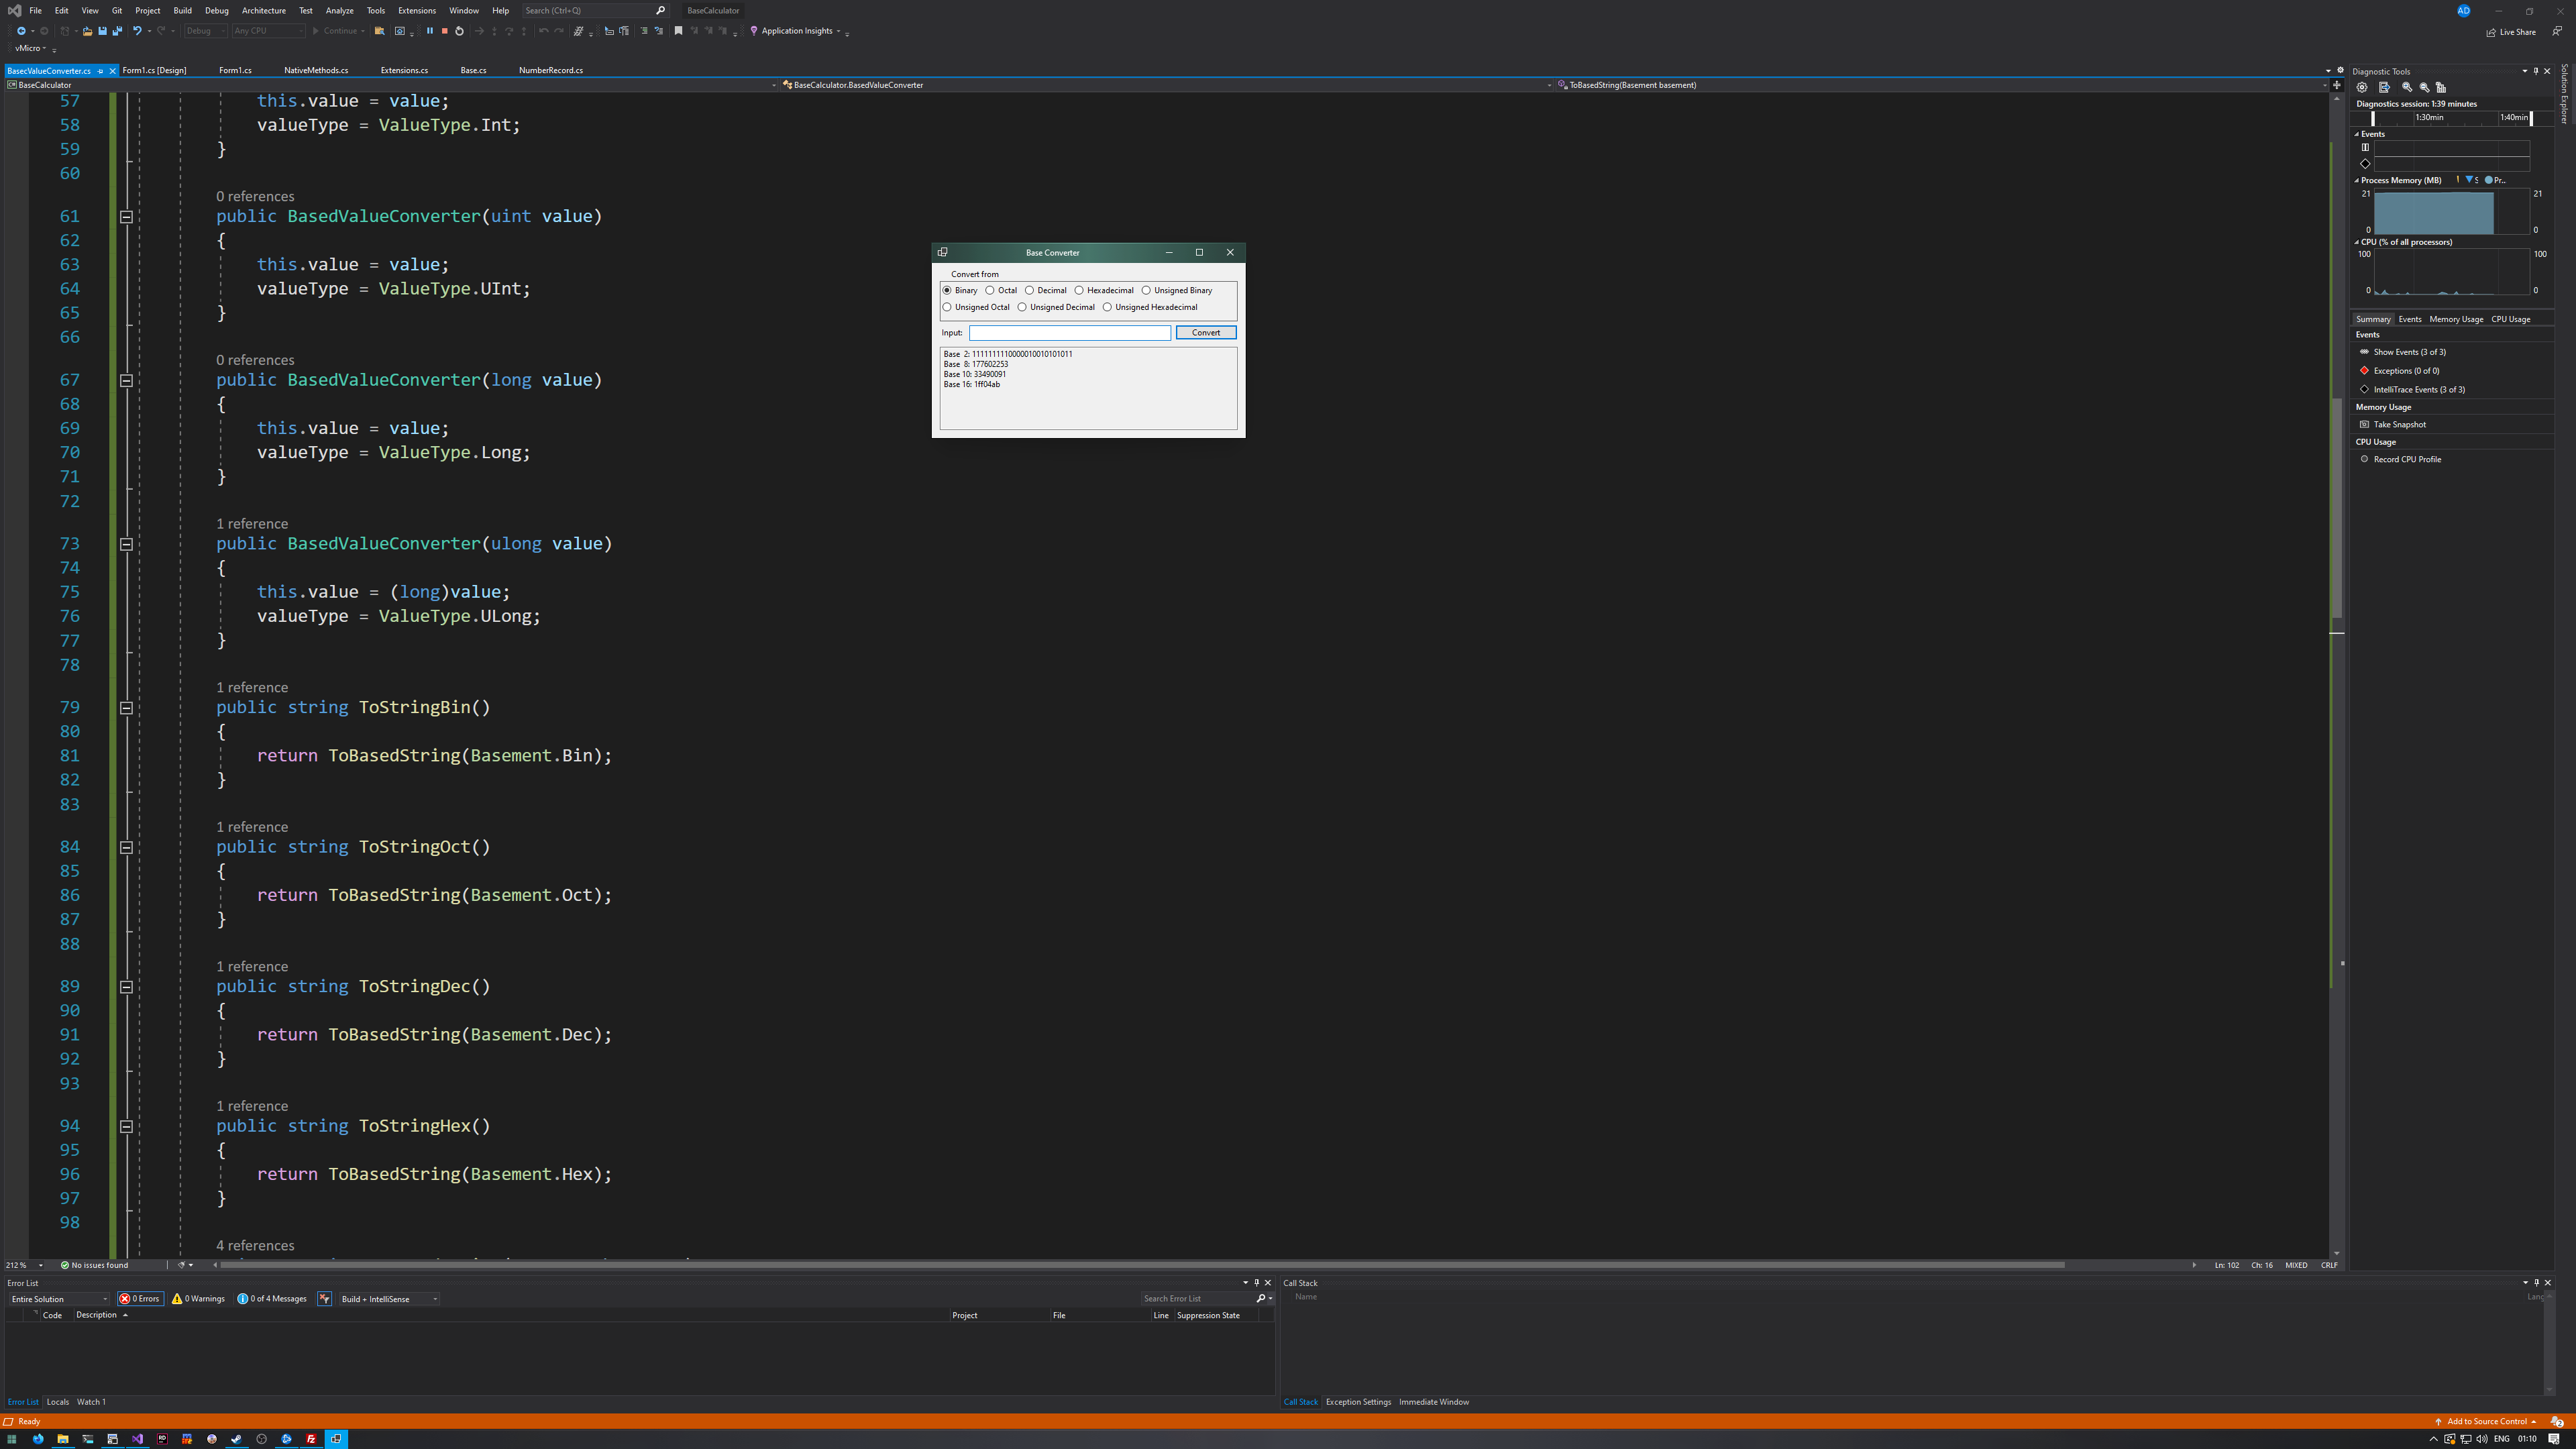 File Edit View Git Project Build Debug Architecture Test Analyze Tools Extensions Window Help Search (Ctrl+Q) BaseCalculator AD
Debug Any CPU Continue Application Insights Live Share
vMicro
BasecValueConverter.cs Form1.cs [Design] Form1.cs NativeMethods.cs Extensions.cs Base.cs NumberRecord.cs
BaseCalculator BaseCalculator.BasedValueConverter ToBasedString(Basement basement)
57 this.value = value;
58 valueType = ValueType.Int;
59 }
60
0 references
61 public BasedValueConverter(uint value)
62 {
63 this.value = value;
64 valueType = ValueType.UInt;
65 }
66
0 references
67 public BasedValueConverter(long value)
68 {
69 this.value = value;
70 valueType = ValueType.Long;
71 }
72
1 reference
73 public BasedValueConverter(ulong value)
74 {
75 this.value = (long)value;
76 valueType = ValueType.ULong;
77 }
78
1 reference
79 public string ToStringBin()
80 {
81 return ToBasedString(Basement.Bin);
82 }
83
1 reference
84 public string ToStringOct()
85 {
86 return ToBasedString(Basement.Oct);
87 }
88
1 reference
89 public string ToStringDec()
90 {
91 return ToBasedString(Basement.Dec);
92 }
93
1 reference
94 public string ToStringHex()
95 {
96 return ToBasedString(Basement.Hex);
97 }
98
4 references
Base Converter
Convert from
Binary Octal Decimal Hexadecimal Unsigned Binary
Unsigned Octal Unsigned Decimal Unsigned Hexadecimal
Input: Convert
Base 2: 1111111110000010010101011
Base 8: 177602253
Base 10: 33490091
Base 16: 1ff04ab
Diagnostic Tools
Diagnostics session: 1:39 minutes
1:30min 1:40min
Events
Process Memory (MB) S Pr..
21 21
0 0
CPU (% of all processors)
100 100
0 0
Summary Events Memory Usage CPU Usage
Events
Show Events (3 of 3)
Exceptions (0 of 0)
IntelliTrace Events (3 of 3)
Memory Usage
Take Snapshot
CPU Usage
Record CPU Profile
Solution Explorer
212 % No issues found Ln: 102 Ch: 16 MIXED CRLF
Error List
Entire Solution 0 Errors 0 Warnings 0 of 4 Messages Build + IntelliSense Search Error List
Code Description Project File Line Suppression State
Error List Locals Watch 1
Call Stack
Name Lang
Call Stack Exception Settings Immediate Window
Ready Add to Source Control 2
ENG 01:10